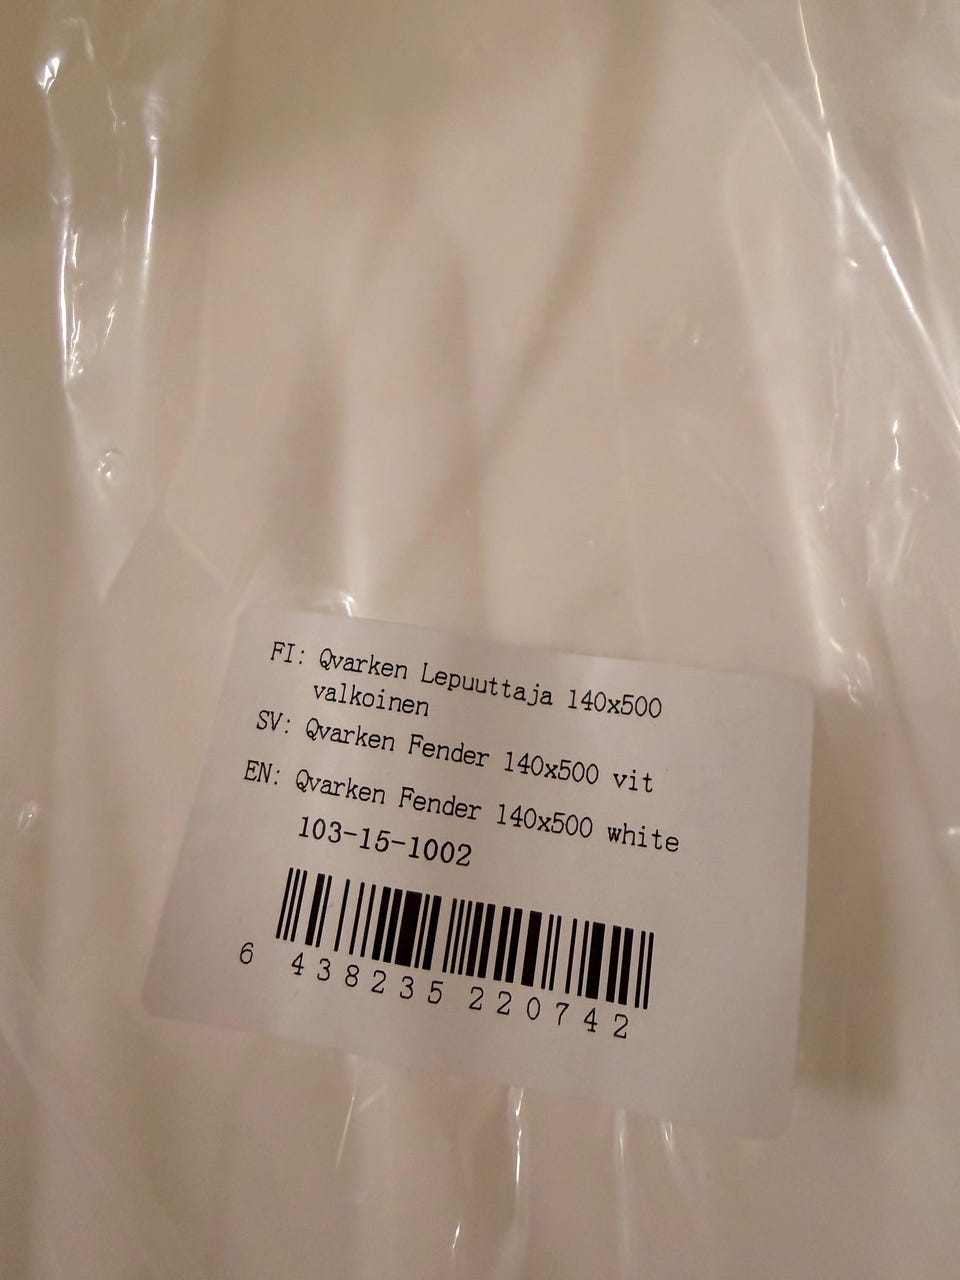 FI: Qvarken Lepuuttaja 140x500
valkoinen
SV: Qvarken Fender 140x500 vit
EN: Qvarken Fender 140x500 white
103-15-1002
6 438235 220742